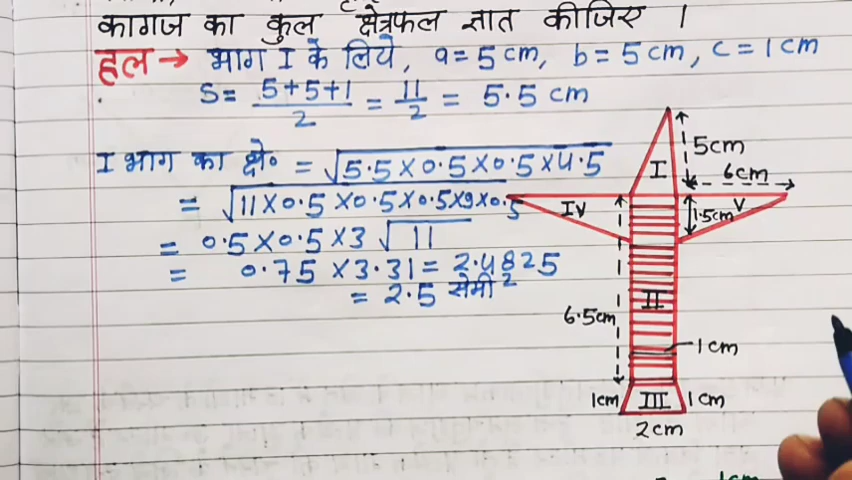 कागज का कुल क्षेत्रफल ज्ञात कीजिए ।
हल → भाग I के लिये, a = 5 cm, b = 5 cm, c = 1 cm
S = 5+5+1/2 = 11/2 = 5.5 cm
I भाग का क्षे० = √5.5×0.5×0.5×4.5
= √11×0.5×0.5×0.5×9×0.5
= 0.5×0.5×3 √11
= 0.75 × 3.31 = 2.4825
= 2.5 सेमी²
5cm
I
6cm
IV
1.5cm
V
II
6.5cm
1cm
1cm
III
1cm
2cm